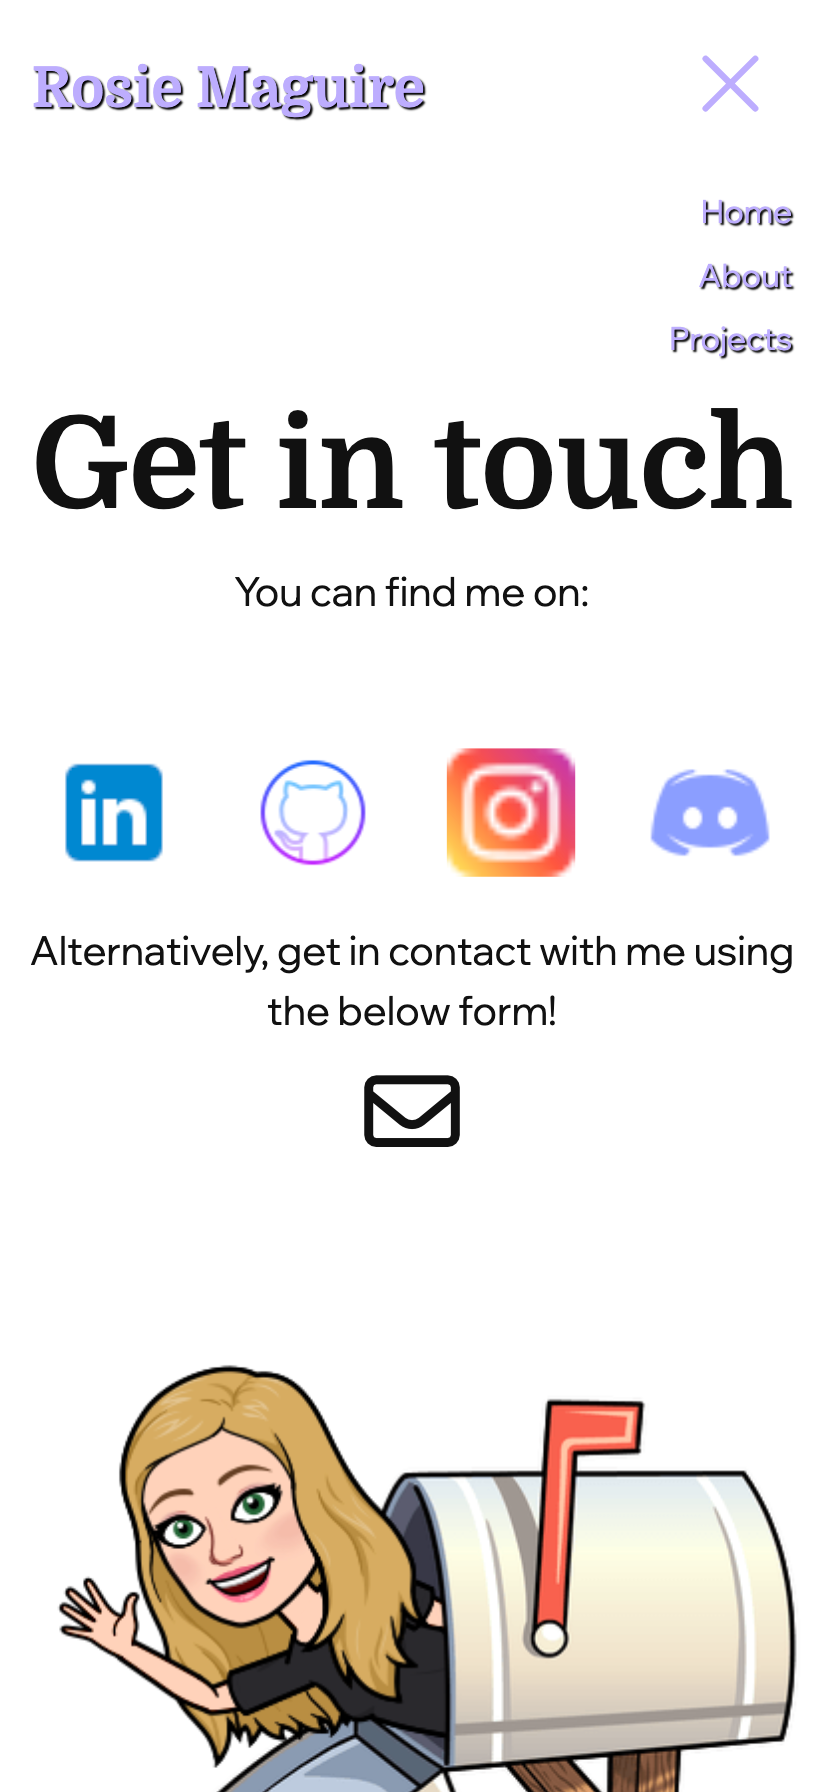 Rosie Maguire
Home
About
Projects
Get in touch
You can find me on:
in
Alternatively, get in contact with me using
the below form!